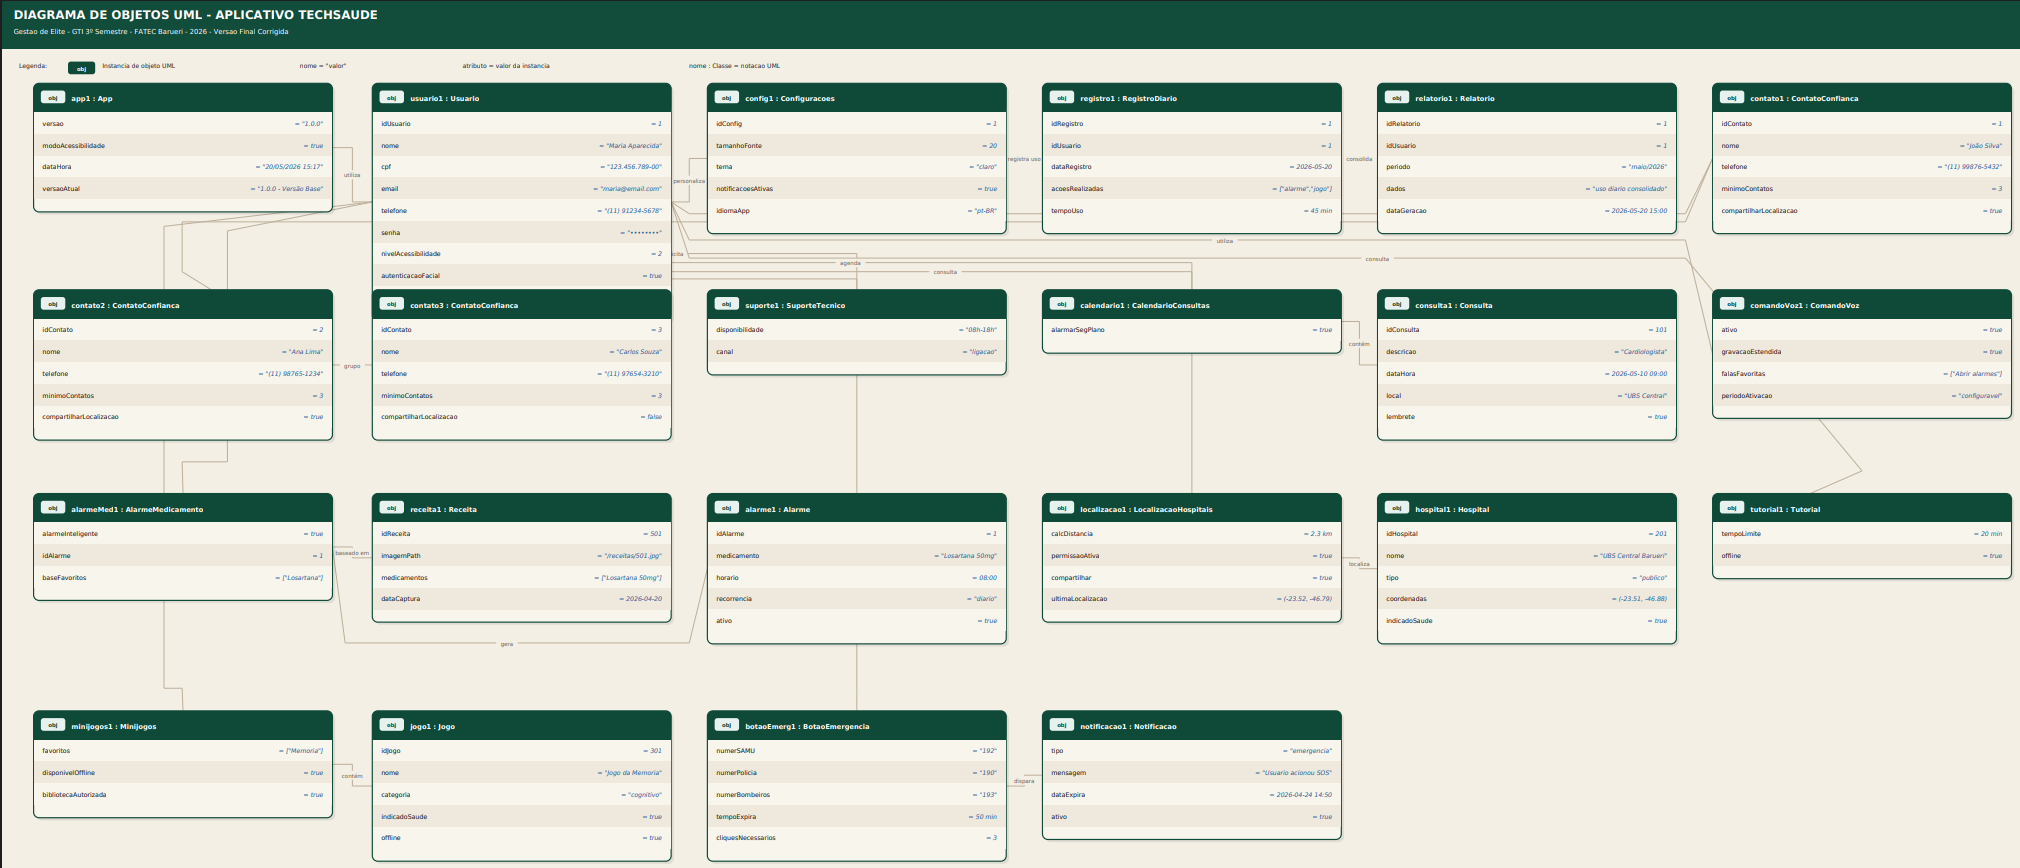 DIAGRAMA DE OBJETOS UML - APLICATIVO TECHSAUDE
Gestao de Elite - GTI 3º Semestre - FATEC Barueri - 2026 - Versao Final Corrigida
Legenda: obj Instancia de objeto UML nome = "valor" atributo = valor da instancia nome : Classe = notacao UML
obj app1 : App
versao = "1.0.0"
modoAcessibilidade = true
dataHora = "20/05/2026 15:17"
versaoAtual = "1.0.0 - Versão Base"
utiliza
obj usuario1 : Usuario
idUsuario = 1
nome = "Maria Aparecida"
cpf = "123.456.789-00"
email = "maria@email.com"
telefone = "(11) 91234-5678"
senha = "••••••••"
nivelAcessibilidade = 2
autenticacaoFacial = true
personaliza
obj config1 : Configuracoes
idConfig = 1
tamanhoFonte = 20
tema = "claro"
notificacoesAtivas = true
idiomaApp = "pt-BR"
registra uso
obj registro1 : RegistroDiario
idRegistro = 1
idUsuario = 1
dataRegistro = 2026-05-20
acoesRealizadas = ["alarme","jogo"]
tempoUso = 45 min
consolida
obj relatorio1 : Relatorio
idRelatorio = 1
idUsuario = 1
periodo = "maio/2026"
dados = "uso diario consolidado"
dataGeracao = 2026-05-20 15:00
obj contato1 : ContatoConfianca
idContato = 1
nome = "João Silva"
telefone = "(11) 99876-5432"
minimoContatos = 3
compartilharLocalizacao = true
utiliza
cita
agenda
consulta
consulta
obj contato2 : ContatoConfianca
idContato = 2
nome = "Ana Lima"
telefone = "(11) 98765-1234"
minimoContatos = 3
compartilharLocalizacao = true
grupo
obj contato3 : ContatoConfianca
idContato = 3
nome = "Carlos Souza"
telefone = "(11) 97654-3210"
minimoContatos = 3
compartilharLocalizacao = false
obj suporte1 : SuporteTecnico
disponibilidade = "08h-18h"
canal = "ligacao"
obj calendario1 : CalendarioConsultas
alarmarSegPlano = true
contém
obj consulta1 : Consulta
idConsulta = 101
descricao = "Cardiologista"
dataHora = 2026-05-10 09:00
local = "UBS Central"
lembrete = true
obj comandoVoz1 : ComandoVoz
ativo = true
gravacaoEstendida = true
falasFavoritas = ["Abrir alarmes"]
periodoAtivacao = "configuravel"
obj alarmeMed1 : AlarmeMedicamento
alarmeInteligente = true
idAlarme = 1
baseFavoritos = ["Losartana"]
baseado em
obj receita1 : Receita
idReceita = 501
imagemPath = "/receitas/501.jpg"
medicamentos = ["Losartana 50mg"]
dataCaptura = 2026-04-20
gera
obj alarme1 : Alarme
idAlarme = 1
medicamento = "Losartana 50mg"
horario = 08:00
recorrencia = "diario"
ativo = true
obj localizacao1 : LocalizacaoHospitais
calcDistancia = 2.3 km
permissaoAtiva = true
compartilhar = true
ultimaLocalizacao = (-23.52, -46.79)
localiza
obj hospital1 : Hospital
idHospital = 201
nome = "UBS Central Barueri"
tipo = "publico"
coordenadas = (-23.51, -46.88)
indicadoSaude = true
obj tutorial1 : Tutorial
tempoLimite = 20 min
offline = true
obj minijogos1 : Minijogos
favoritos = ["Memoria"]
disponivelOffline = true
bibliotecaAutorizada = true
contém
obj jogo1 : Jogo
idJogo = 301
nome = "Jogo da Memoria"
categoria = "cognitivo"
indicadoSaude = true
offline = true
obj botaoEmerg1 : BotaoEmergencia
numerSAMU = "192"
numerPolicia = "190"
numerBombeiros = "193"
tempoExpira = 50 min
cliquesNecessarios = 3
dispara
obj notificacao1 : Notificacao
tipo = "emergencia"
mensagem = "Usuario acionou SOS"
dataExpira = 2026-04-24 14:50
ativo = true